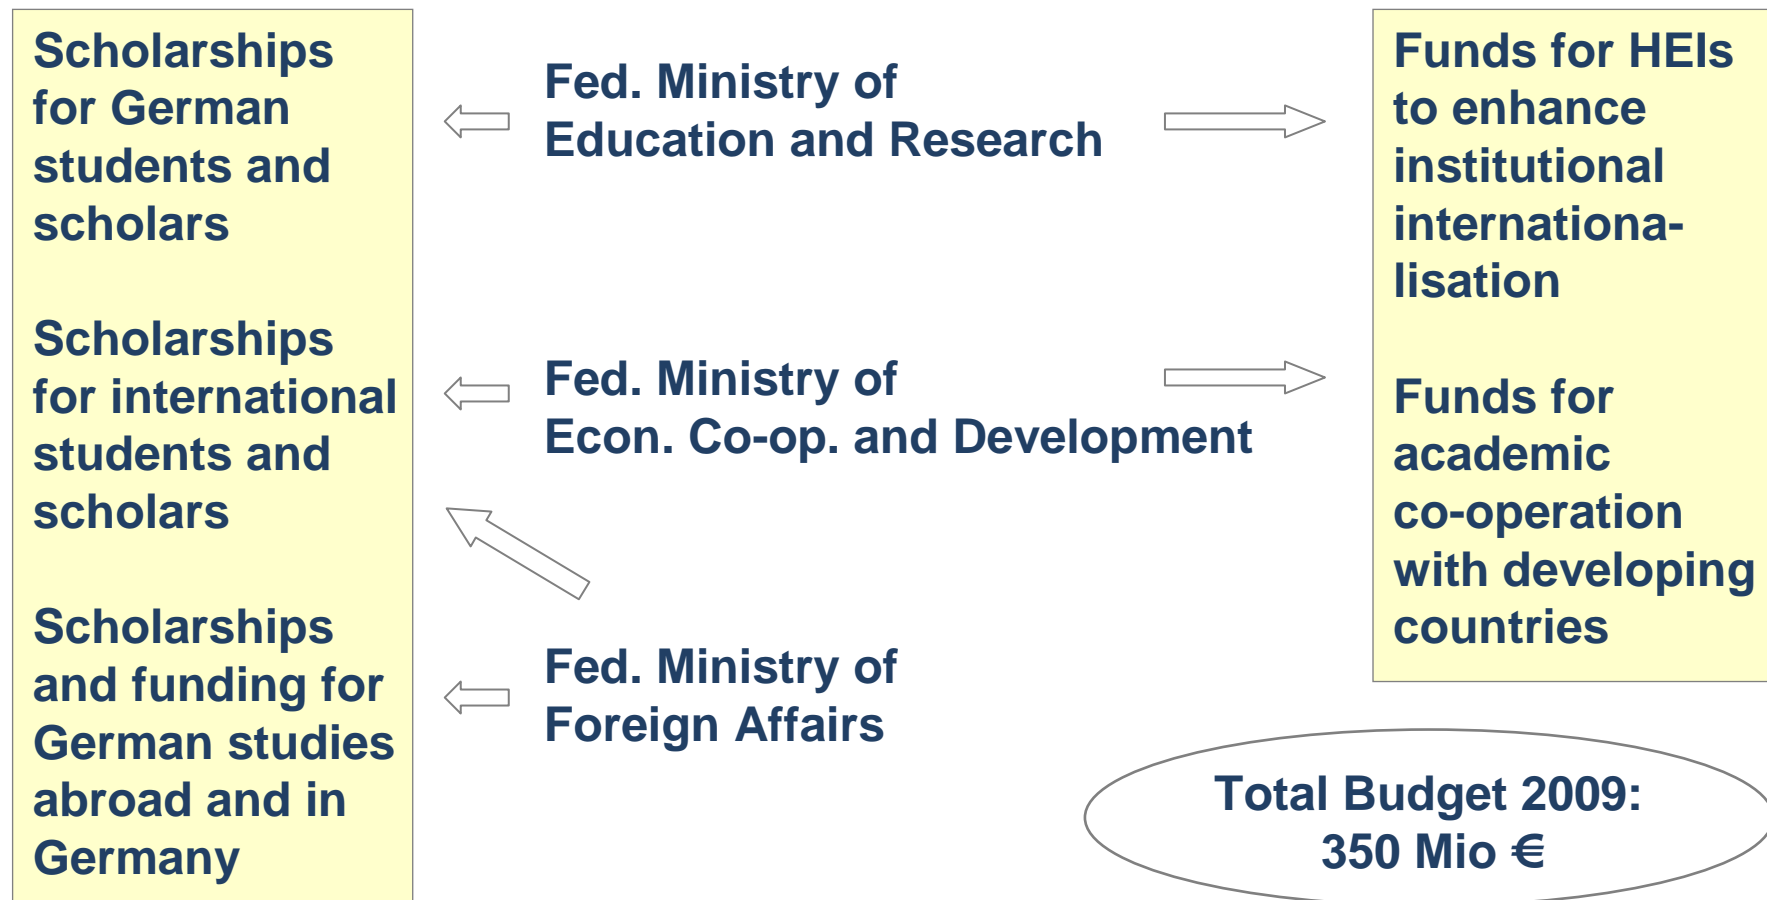 Scholarships
for German
students and
scholars
Scholarships
for international
students and
scholars
Scholarships
and funding for
German studies
abroad and in
Germany
Fed. Ministry of
Education and Research
Fed. Ministry of
Econ. Co-op. and Development
Fed. Ministry of
Foreign Affairs
Funds for HEIs
to enhance
institutional
internationa-
lisation
Funds for
academic
co-operation
with developing
countries
Total Budget 2009:
350 Mio €